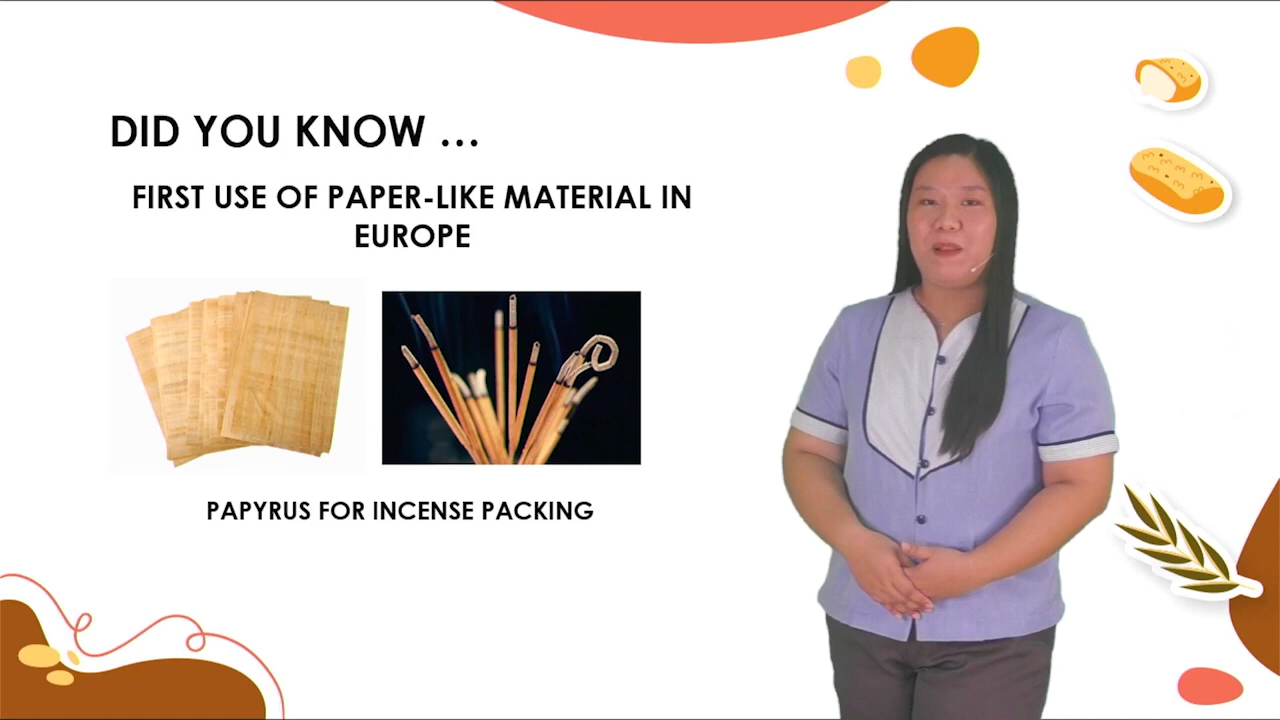 DID YOU KNOW ...
FIRST USE OF PAPER-LIKE MATERIAL IN
EUROPE
PAPYRUS FOR INCENSE PACKING